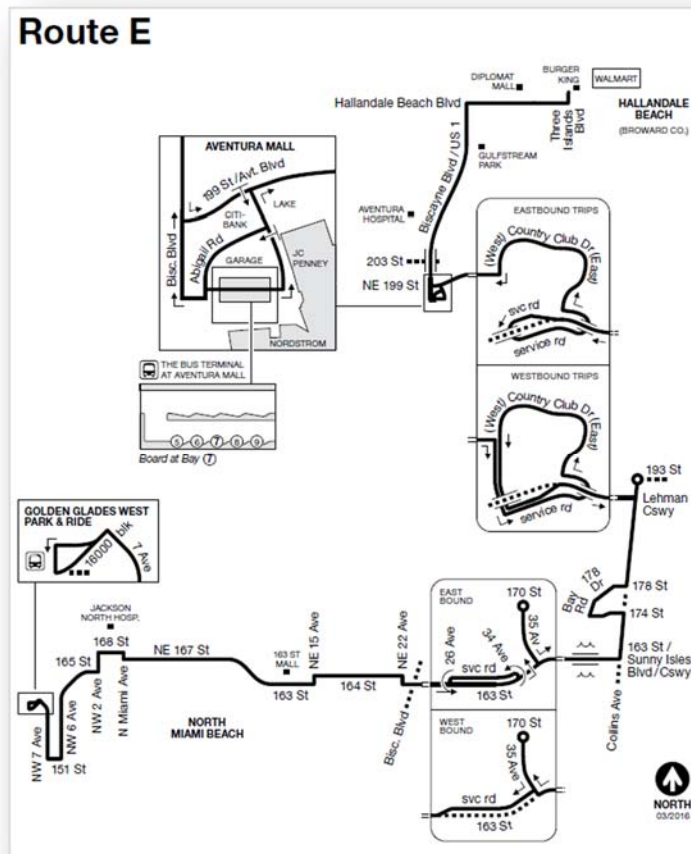 Route E
DIPLOMAT
MALL
BURGER
KING
WALMART
Hallandale Beach Blvd
Three
Islands
Blvd
HALLANDALE
BEACH
(BROWARD CO.)
Biscayne Blvd / US 1
GULFSTREAM
PARK
AVENTURA
HOSPITAL
203 St
NE 199 St
AVENTURA MALL
199 St / Avt. Blvd
CITI-
BANK
LAKE
Bisc. Blvd
Abigail Rd
GARAGE
JC
PENNEY
NORDSTROM
THE BUS TERMINAL
AT AVENTURA MALL
5 6 7 8 9
Board at Bay 7
EASTBOUND TRIPS
(West) Country Club Dr (East)
svc rd
service rd
WESTBOUND TRIPS
(West) Country Club Dr (East)
service rd
193 St
Lehman
Cswy
178 Dr
Bay Rd
178 St
174 St
163 St /
Sunny Isles
Blvd / Cswy
Collins Ave
GOLDEN GLADES WEST
PARK & RIDE
16000 blk
7 Ave
JACKSON
NORTH HOSP.
168 St
165 St
NE 167 St
163 ST
MALL
163 St
NE 15 Ave
164 St
NE 22 Ave
Bisc. Blvd
NW 7 Ave
NW 6 Ave
NW 2 Ave
N Miami Ave
151 St
NORTH
MIAMI BEACH
EAST
BOUND
170 St
35 Av
26 Ave
34 Ave
svc rd
163 St
WEST
BOUND
170 St
35 Ave
svc rd
163 St
NORTH
03/2016